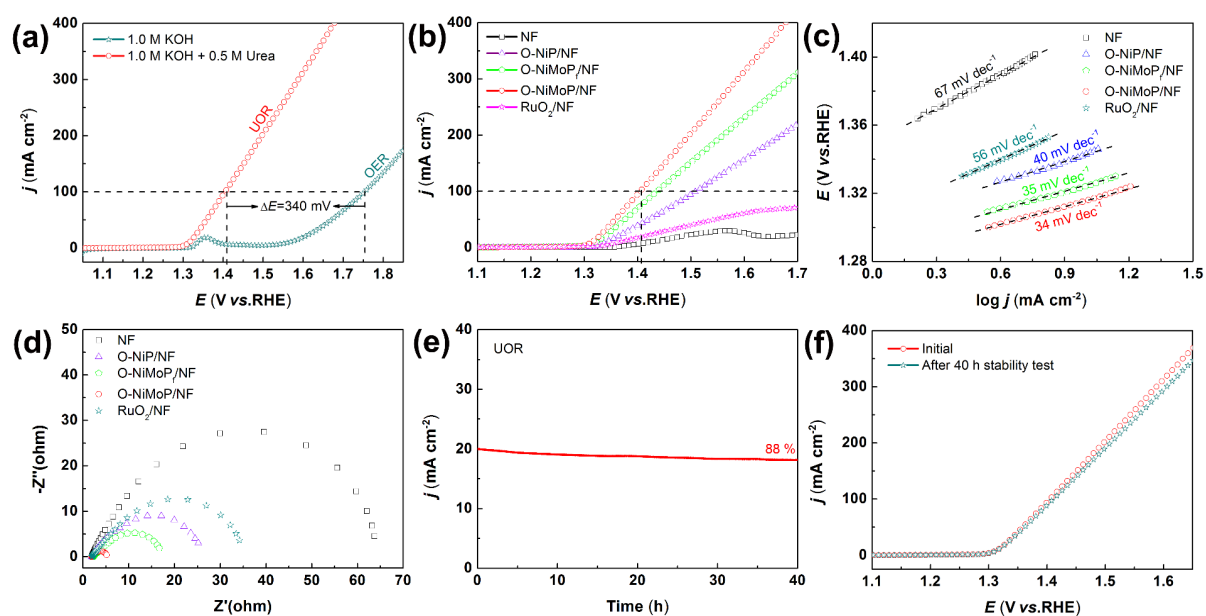 (a)
1.0 M KOH
1.0 M KOH + 0.5 M Urea
UOR
OER
ΔE=340 mV
400
300
200
100
0
j (mA cm⁻²)
1.1 1.2 1.3 1.4 1.5 1.6 1.7 1.8
E (V vs.RHE)
(b)
NF
O-NiP/NF
O-NiMoPf/NF
O-NiMoP/NF
RuO₂/NF
400
300
200
100
0
j (mA cm⁻²)
1.1 1.2 1.3 1.4 1.5 1.6 1.7
E (V vs.RHE)
(c)
NF
O-NiP/NF
O-NiMoPf/NF
O-NiMoP/NF
RuO₂/NF
67 mV dec⁻¹
56 mV dec⁻¹
40 mV dec⁻¹
35 mV dec⁻¹
34 mV dec⁻¹
1.40
1.36
1.32
1.28
E (V vs.RHE)
0.0 0.3 0.6 0.9 1.2 1.5
log j (mA cm⁻²)
(d)
NF
O-NiP/NF
O-NiMoPf/NF
O-NiMoP/NF
RuO₂/NF
50
40
30
20
10
0
-Z''(ohm)
0 10 20 30 40 50 60 70
Z'(ohm)
(e)
UOR
88 %
40
30
20
10
0
j (mA cm⁻²)
0 10 20 30 40
Time (h)
(f)
Initial
After 40 h stability test
400
300
200
100
0
j (mA cm⁻²)
1.1 1.2 1.3 1.4 1.5 1.6
E (V vs.RHE)